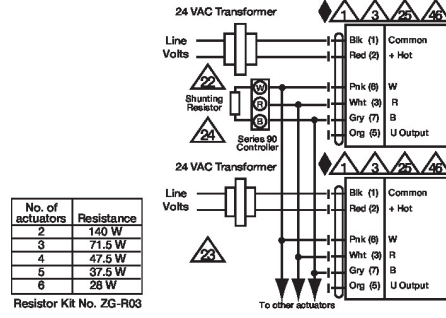 24 VAC Transformer
1 3 25 46
Line
Volts
Blk (1) Common
Red (2) + Hot
22
Shunting
Resistor
24
W
R
B
Series 90
Controller
Pnk (6) W
Wht (3) R
Gry (7) B
Org (5) U Output
24 VAC Transformer
1 3 25 46
Line
Volts
Blk (1) Common
Red (2) + Hot
23
Pnk (6) W
Wht (3) R
Gry (7) B
Org (5) U Output
To other actuators
No. of
actuators Resistance
2 140 W
3 71.5 W
4 47.5 W
5 37.5 W
6 28 W
Resistor Kit No. ZG-R03